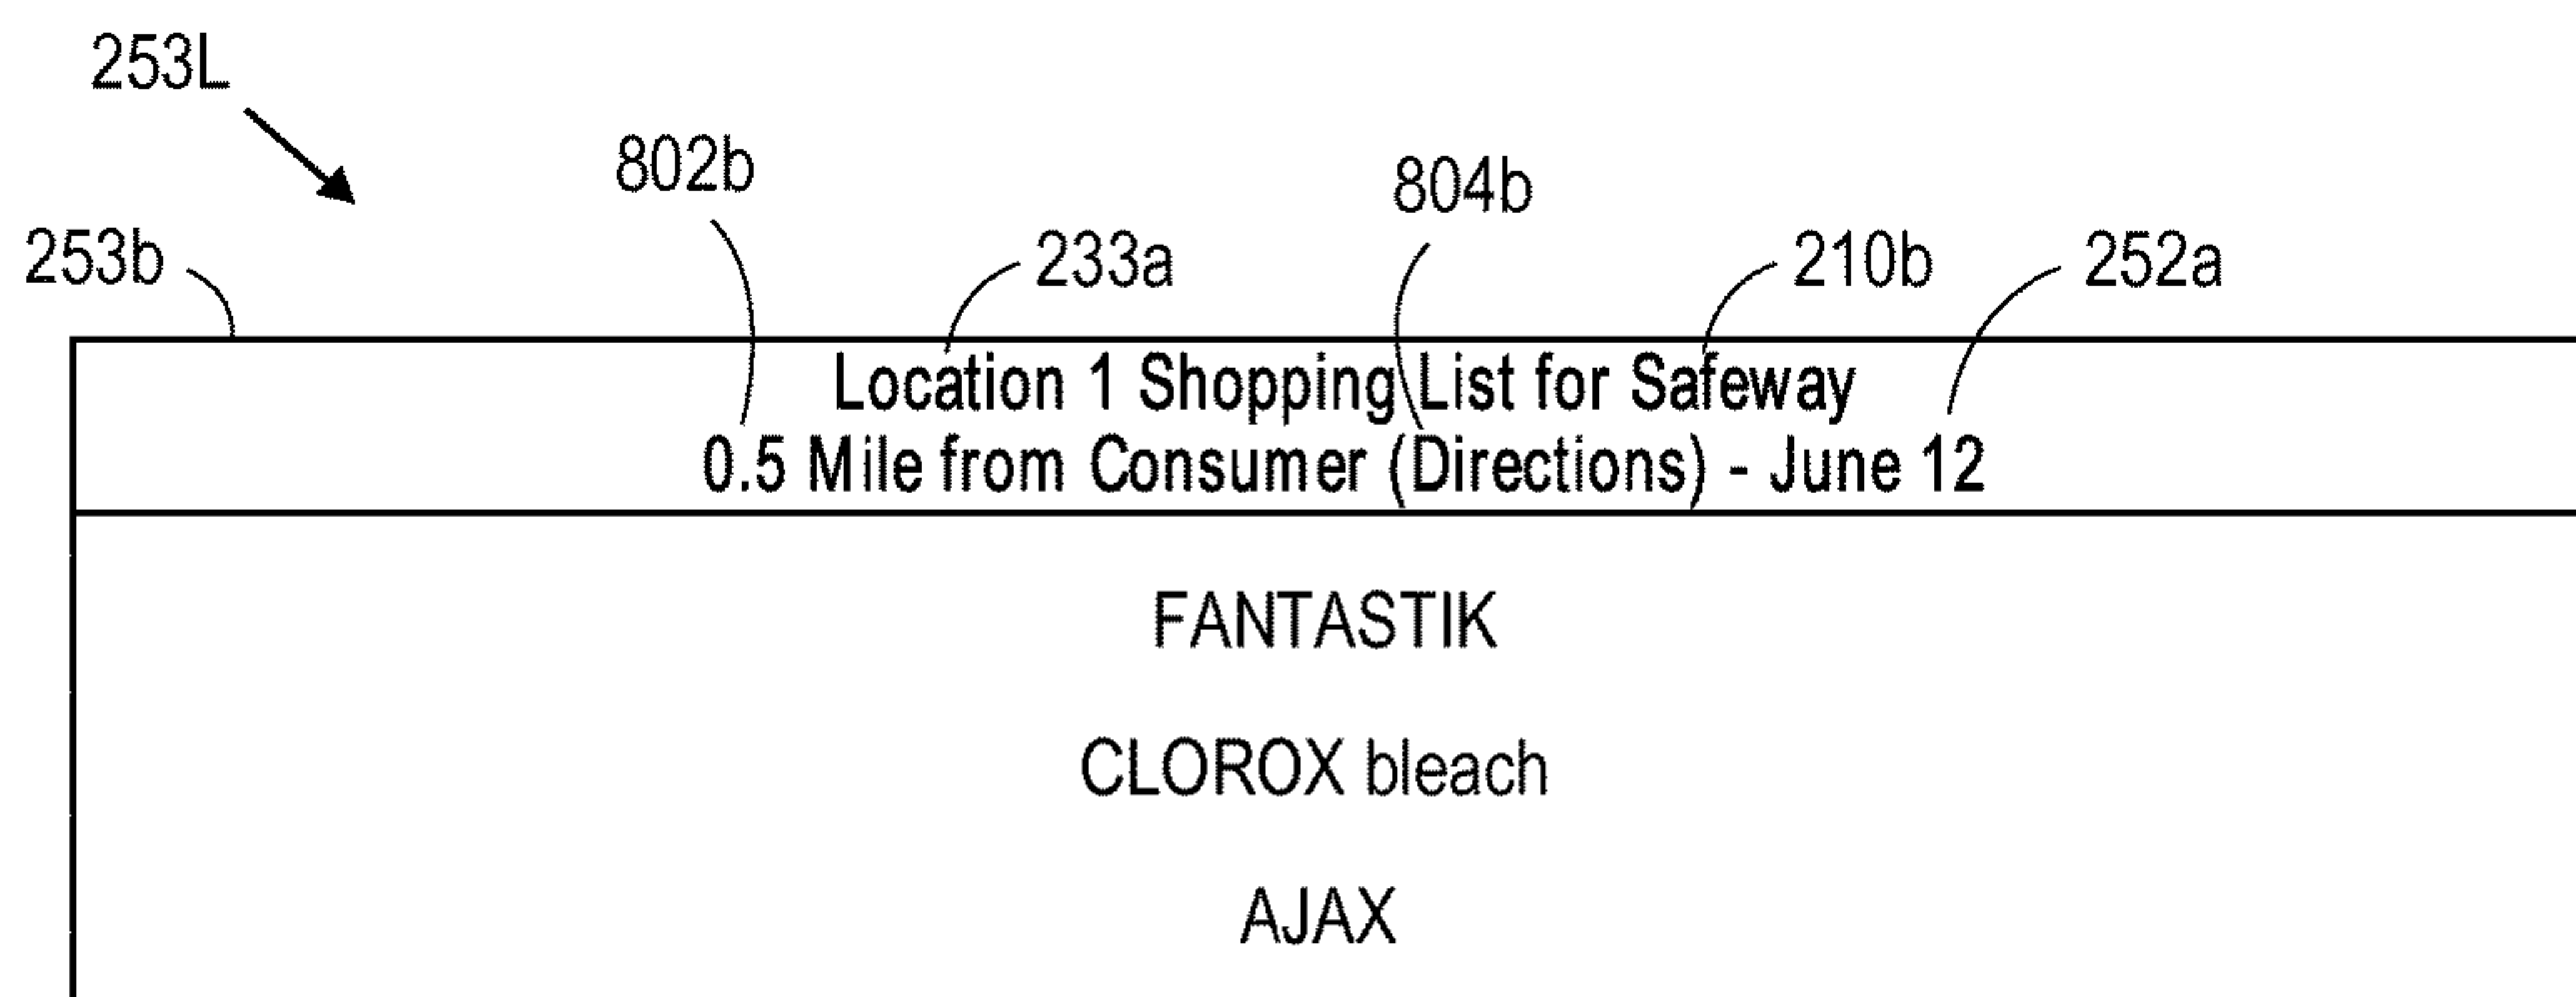 253L
802b
804b
253b
233a
210b
252a
Location 1 Shopping List for Safeway
0.5 Mile from Consumer (Directions) - June 12
FANTASTIK
CLOROX bleach
AJAX